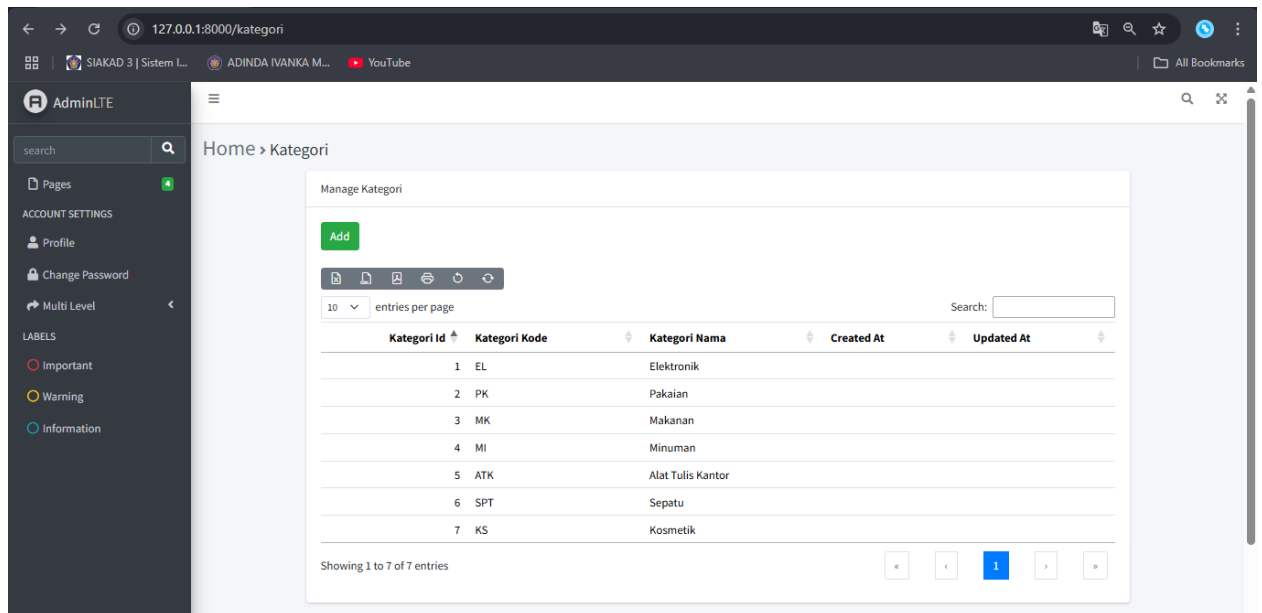 127.0.0.1:8000/kategori
SIAKAD 3 | Sistem I... ADINDA IVANKA M... YouTube All Bookmarks
AdminLTE
search
Home › Kategori
Pages 4
Manage Kategori
ACCOUNT SETTINGS
Profile
Add
Change Password
Multi Level
10 entries per page Search:
LABELS
Kategori Id Kategori Kode Kategori Nama Created At Updated At
Important
1 EL Elektronik
Warning
2 PK Pakaian
3 MK Makanan
Information
4 MI Minuman
5 ATK Alat Tulis Kantor
6 SPT Sepatu
7 KS Kosmetik
Showing 1 to 7 of 7 entries « ‹ 1 › »